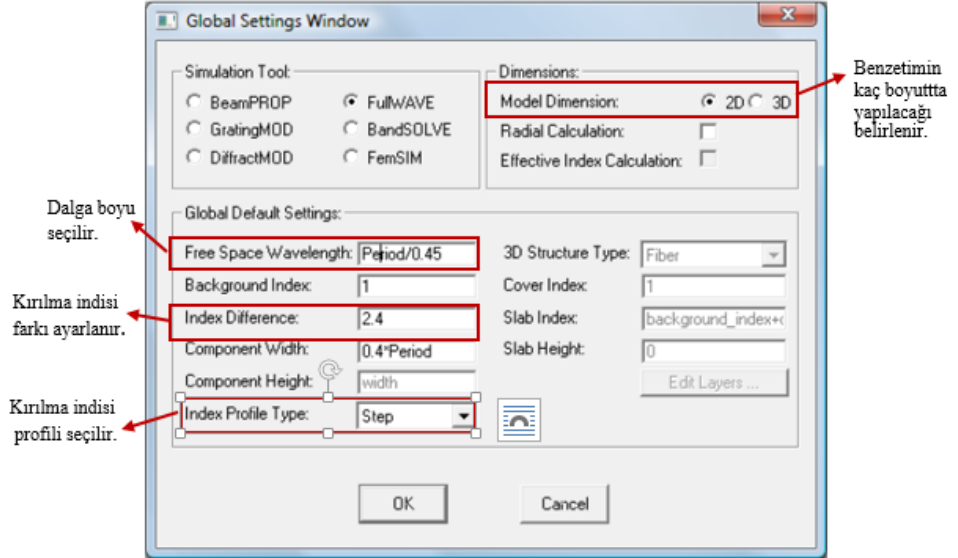 Global Settings Window
Simulation Tool:
BeamPROP
FullWAVE
GratingMOD
BandSOLVE
DiffractMOD
FemSIM
Dimensions:
Model Dimension: 2D 3D
Radial Calculation:
Effective Index Calculation:
Benzetimin
kaç boyuttta
yapılacağı
belirlenir.
Dalga boyu
seçilir.
Kırılma indisi
farkı ayarlanır.
Kırılma indisi
profili seçilir.
Global Default Settings:
Free Space Wavelength: Period/0.45
Background Index: 1
Index Difference: 2.4
Component Width: 0.4*Period
Component Height: width
Index Profile Type: Step
3D Structure Type: Fiber
Cover Index: 1
Slab Index: background_index+
Slab Height: 0
Edit Layers ...
OK
Cancel